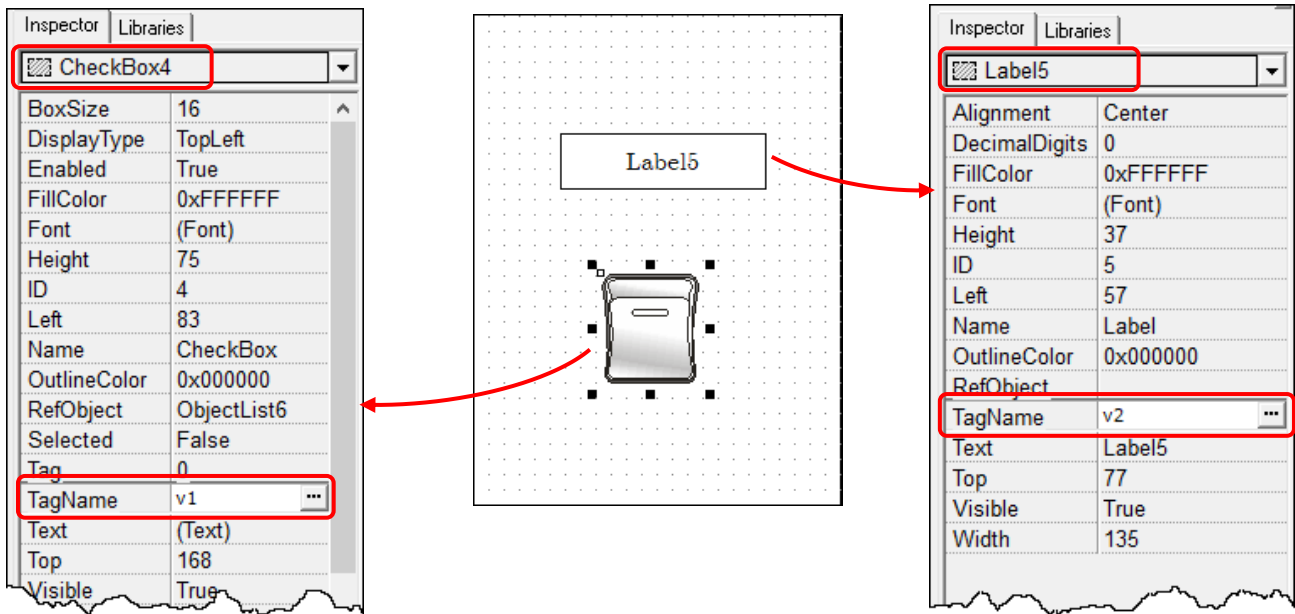 Inspector Libraries
CheckBox4
BoxSize 16
DisplayType TopLeft
Enabled True
FillColor 0xFFFFFF
Font (Font)
Height 75
ID 4
Left 83
Name CheckBox
OutlineColor 0x000000
RefObject ObjectList6
Selected False
Tag 0
TagName v1 ...
Text (Text)
Top 168
Visible True
Label5
Inspector Libraries
Label5
Alignment Center
DecimalDigits 0
FillColor 0xFFFFFF
Font (Font)
Height 37
ID 5
Left 57
Name Label
OutlineColor 0x000000
RefObject
TagName v2 ...
Text Label5
Top 77
Visible True
Width 135